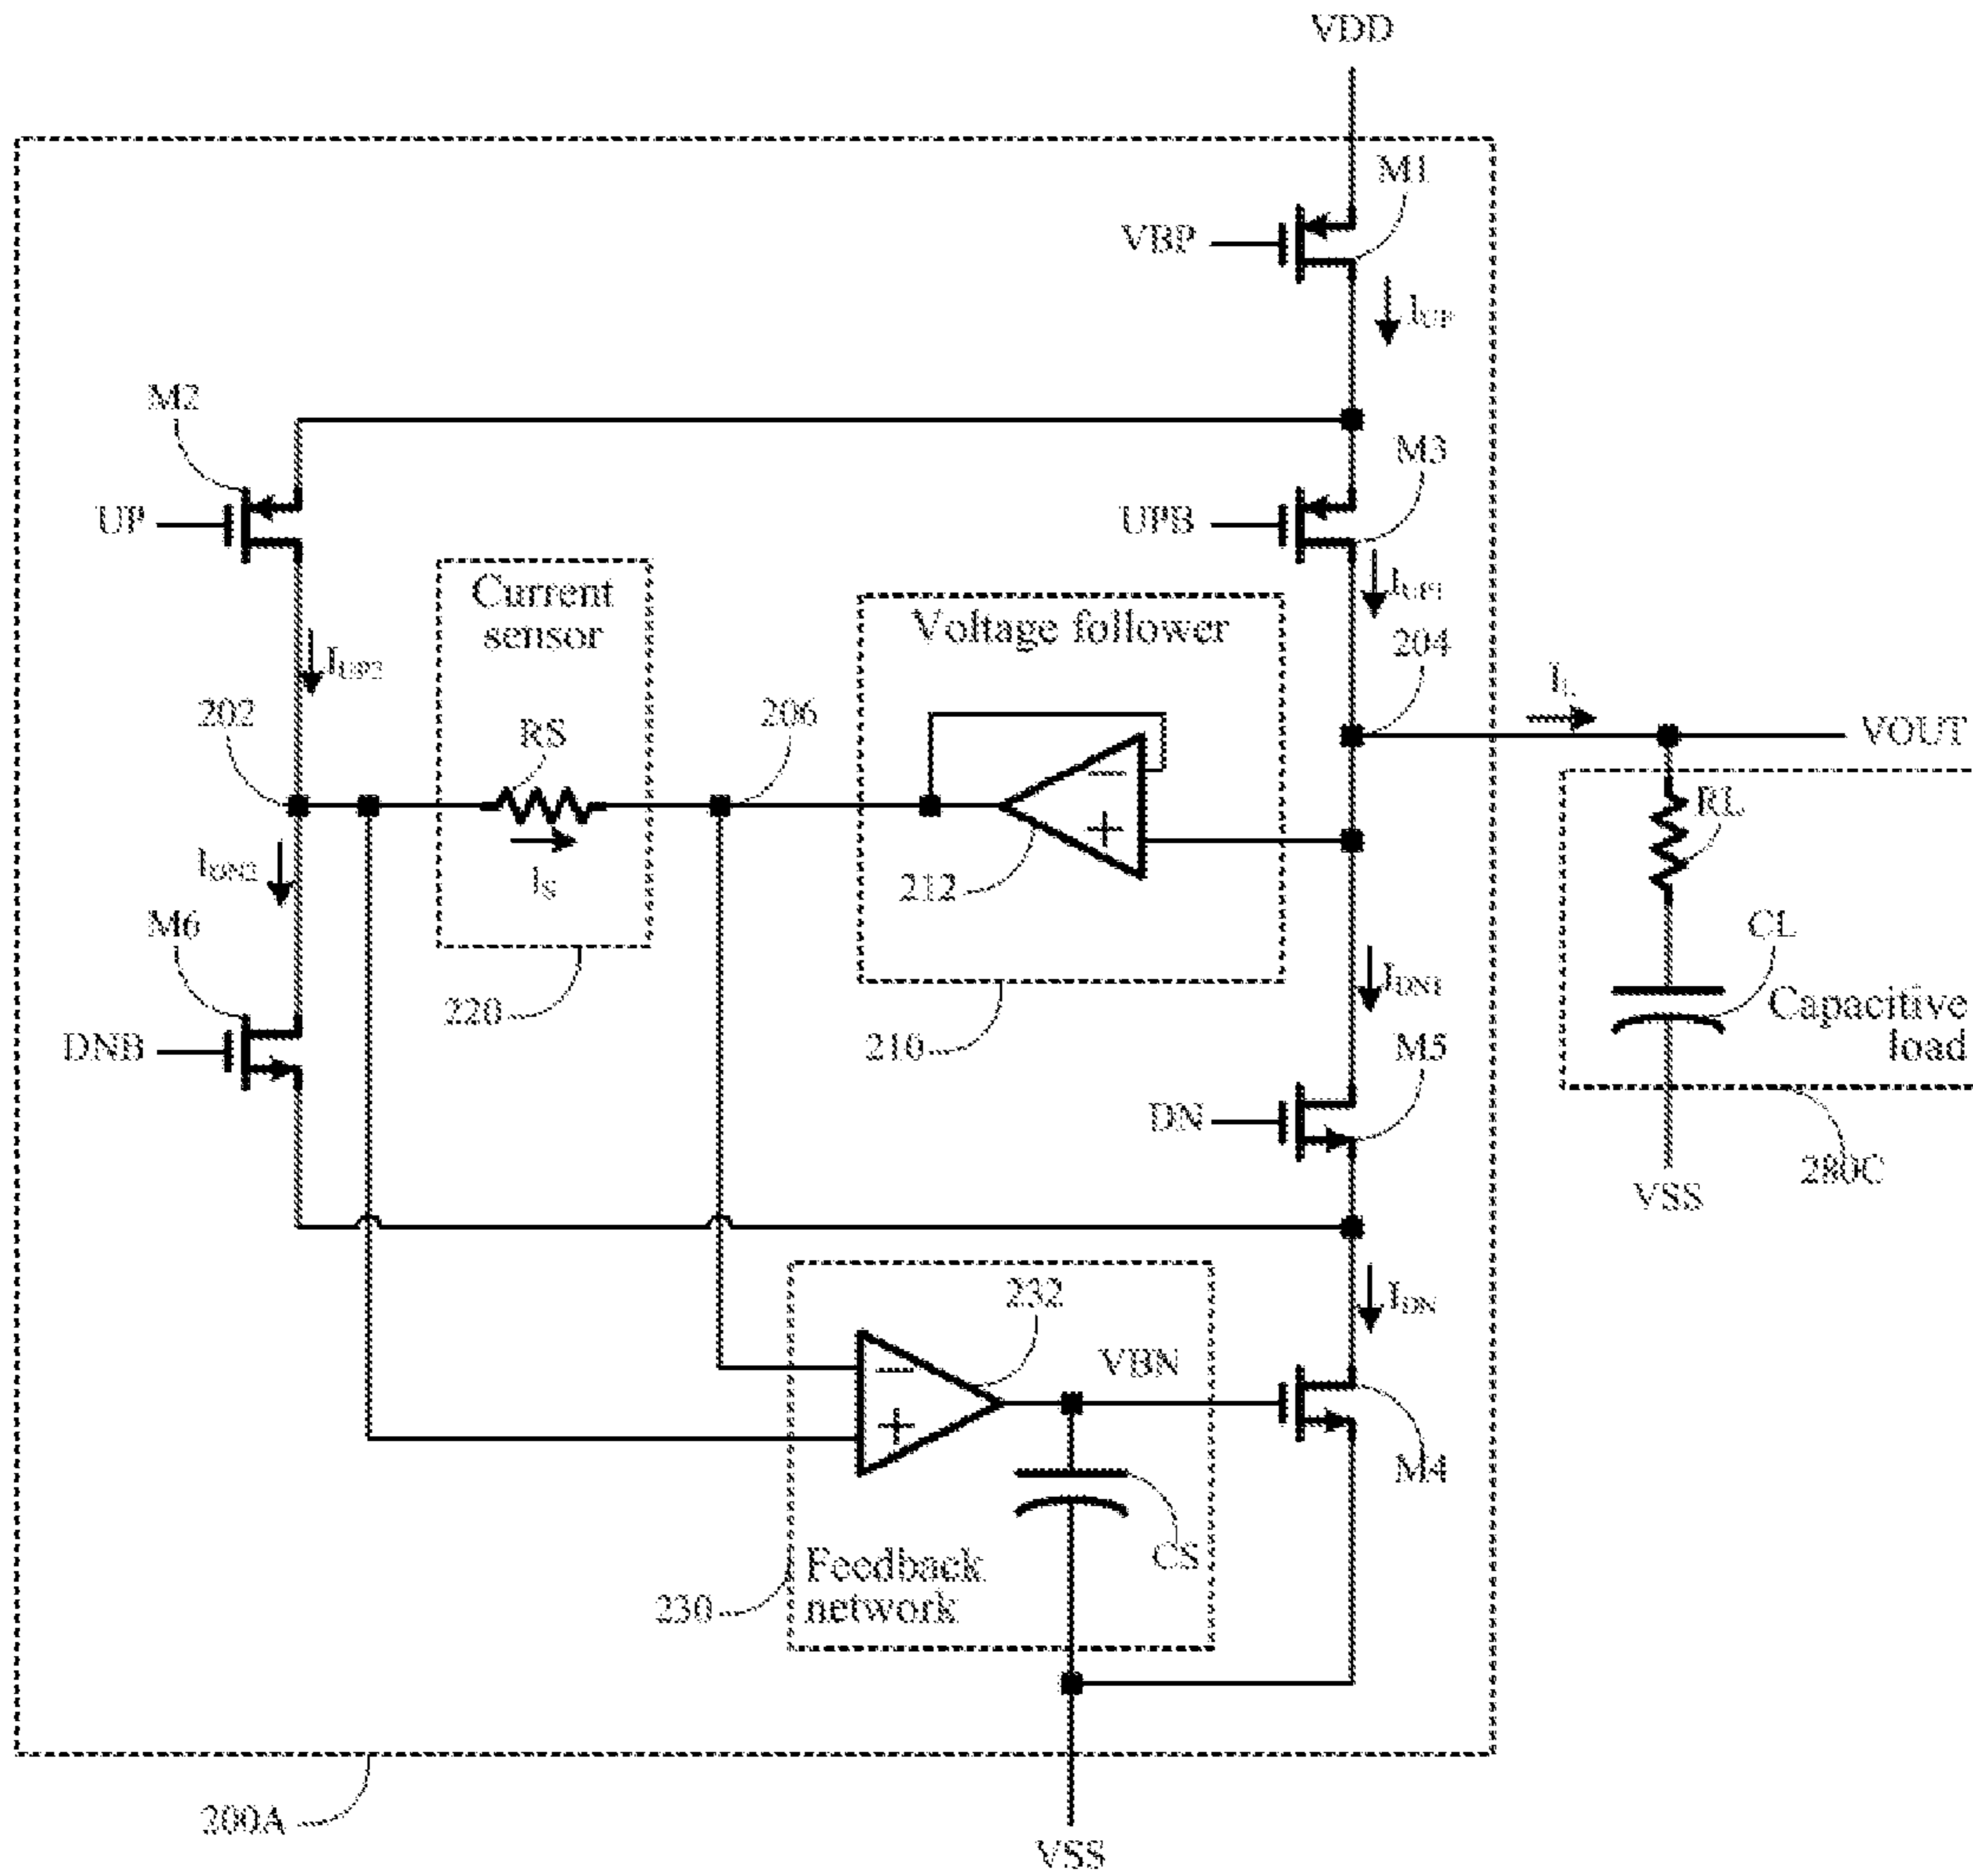 VDD
M1
VBP
IUP
M2
M3
UP
UPB
Current
sensor
IUP1
Voltage follower
204
IUP2
IL
202
RS
206
VOUT
RL
IDN2
IS
212
M6
CL
IDN1
Capacitive
load
220
210
M5
DNB
DN
280C
VSS
232
IDN
VBN
M4
CS
Feedback
network
230
200A
VSS